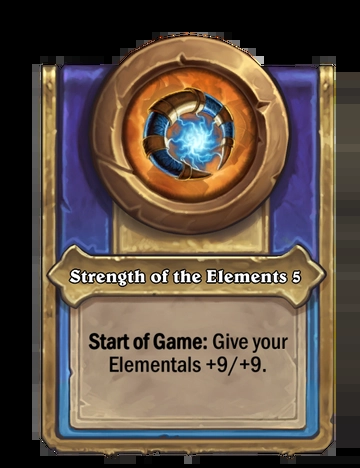 Strength of the Elements 5
Start of Game: Give your
Elementals +9/+9.